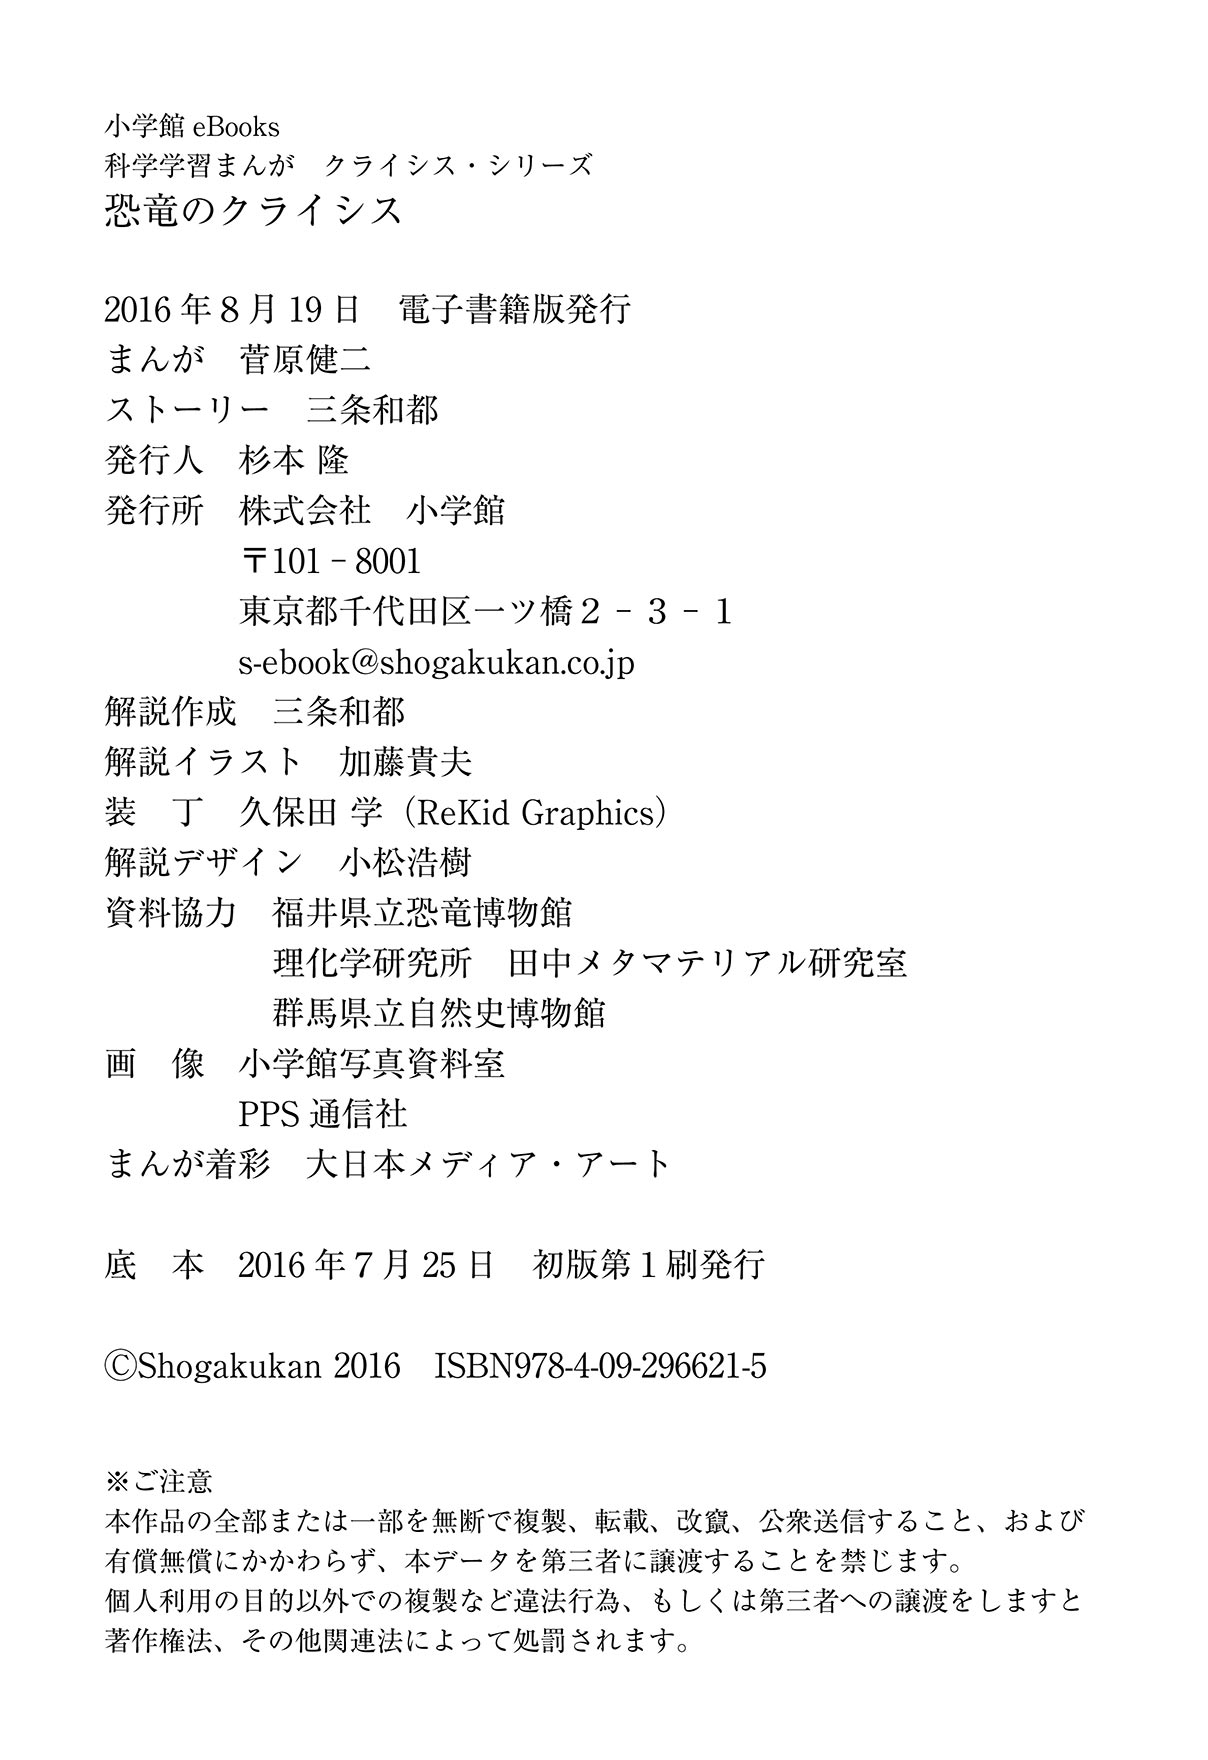 小学館 eBooks
科学学習まんが　クライシス・シリーズ
恐竜のクライシス
2016 年８月 19 日　電子書籍版発行
まんが　菅原健二
ストーリー　三条和都
発行人　杉本 隆
発行所　株式会社　小学館
〒101－8001
東京都千代田区一ツ橋２－３－１
s-ebook@shogakukan.co.jp
解説作成　三条和都
解説イラスト　加藤貴夫
装　丁　久保田 学（ReKid Graphics）
解説デザイン　小松浩樹
資料協力　福井県立恐竜博物館
理化学研究所　田中メタマテリアル研究室
群馬県立自然史博物館
画　像　小学館写真資料室
PPS 通信社
まんが着彩　大日本メディア・アート
底　本　2016 年７月 25 日　初版第１刷発行
ⒸShogakukan 2016　ISBN978-4-09-296621-5
※ご注意
本作品の全部または一部を無断で複製、転載、改竄、公衆送信すること、および
有償無償にかかわらず、本データを第三者に譲渡することを禁じます。
個人利用の目的以外での複製など違法行為、もしくは第三者への譲渡をしますと
著作権法、その他関連法によって処罰されます。